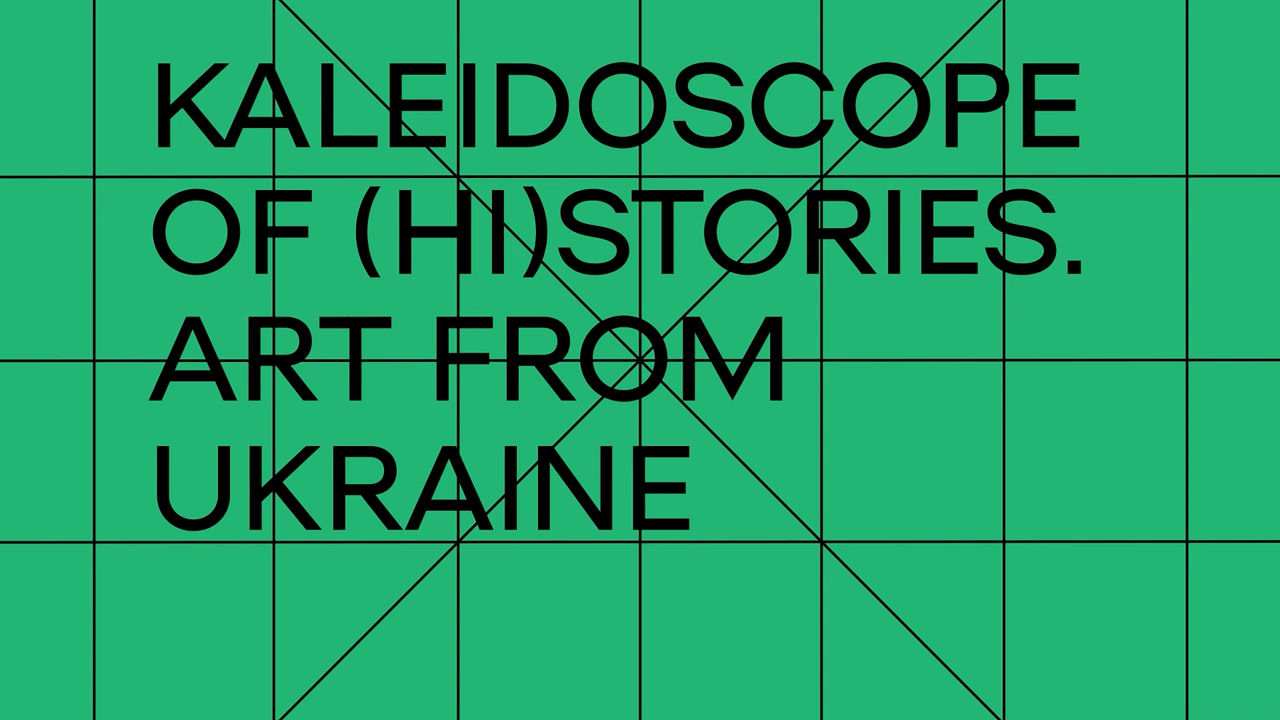 KALEIDOSCOPE
OF (HI)STORIES.
ART FROM
UKRAINE